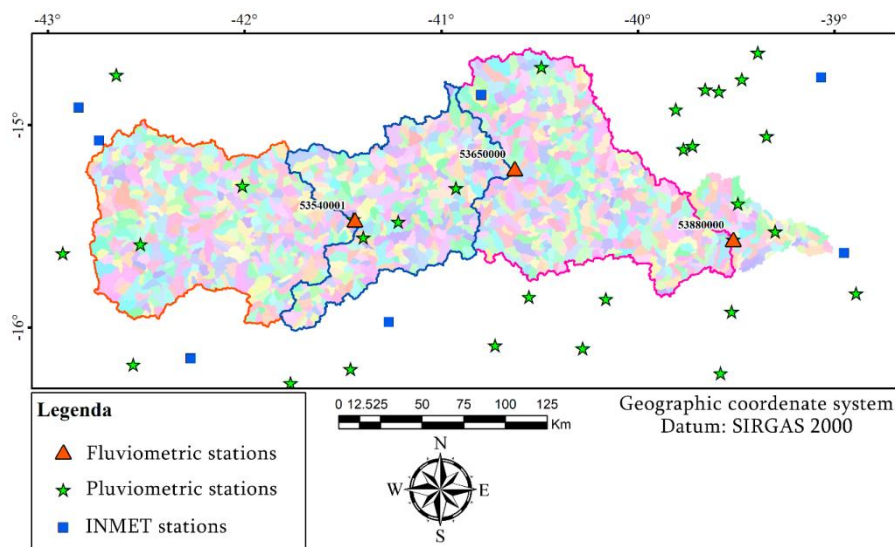 -43° -42° -41° -40° -39°
-15°
53650000
53540001
53880000
-16°
Legenda
Fluviometric stations
Pluviometric stations
INMET stations
0 12.525 50 75 100 125
Km
N
W E
S
Geographic coordenate system
Datum: SIRGAS 2000